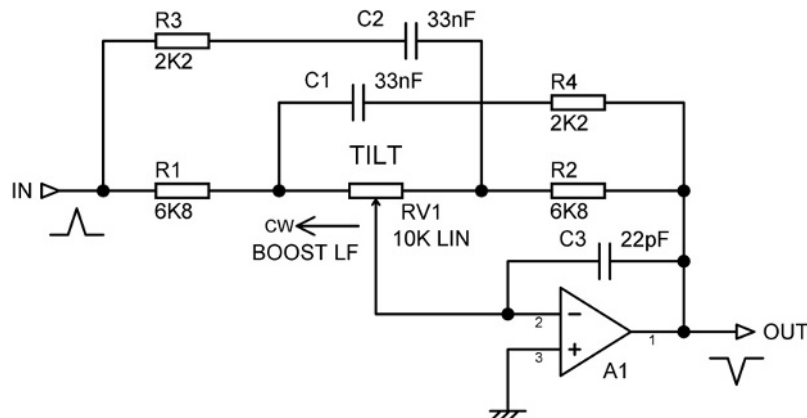 R3
2K2
C2
33nF
C1
33nF
R4
2K2
TILT
IN
R1
6K8
RV1
10K LIN
R2
6K8
CW
BOOST LF
C3
22pF
2
3
1
A1
OUT